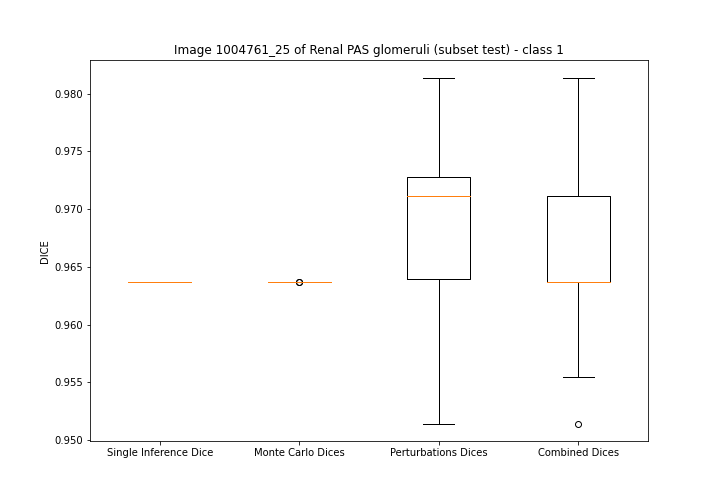 Image 1004761_25 of Renal PAS glomeruli (subset test) - class 1
0.980
0.975
0.970
0.965
0.960
0.955
0.950
DICE
Single Inference Dice
Monte Carlo Dices
Perturbations Dices
Combined Dices